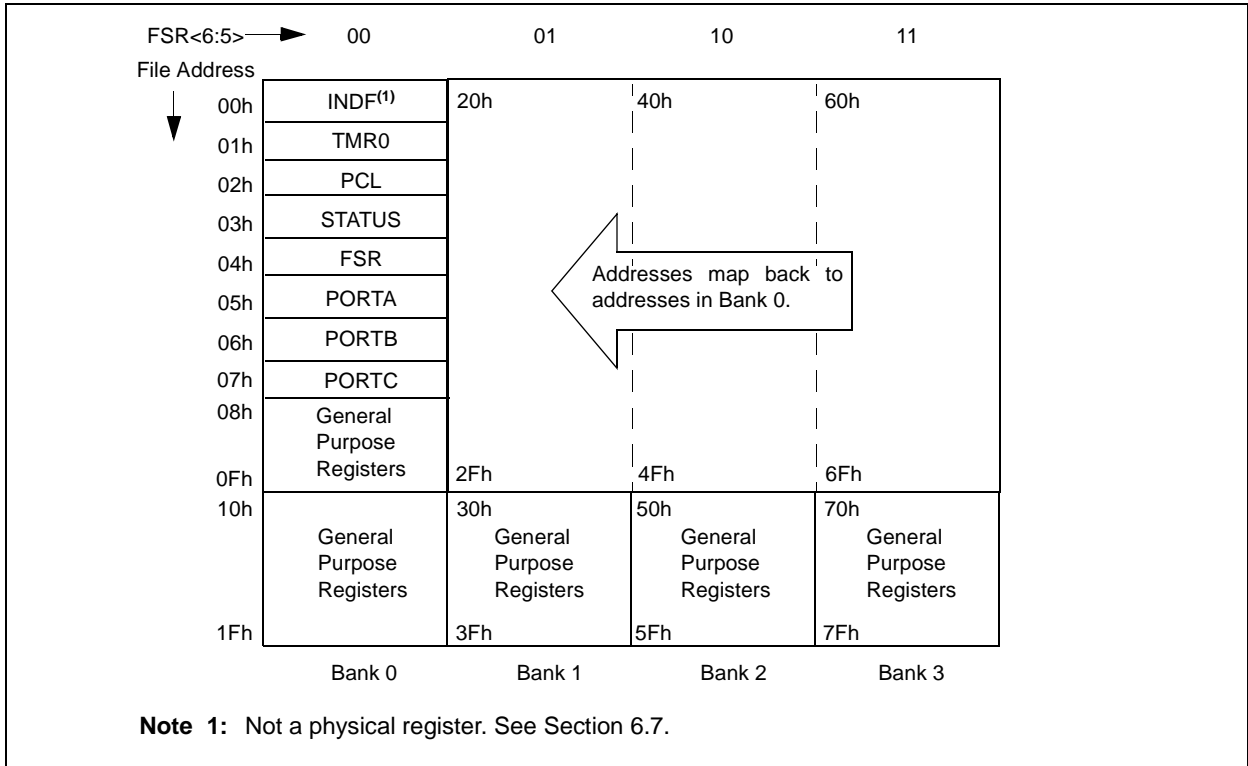 FSR<6:5> 00 01 10 11
File Address
00h INDF(1) 20h 40h 60h
01h TMR0
02h PCL
03h STATUS
04h FSR
Addresses map back to
addresses in Bank 0.
05h PORTA
06h PORTB
07h PORTC
08h General
Purpose
Registers
0Fh 2Fh 4Fh 6Fh
10h 30h 50h 70h
General General General General
Purpose Purpose Purpose Purpose
Registers Registers Registers Registers
1Fh 3Fh 5Fh 7Fh
Bank 0 Bank 1 Bank 2 Bank 3
Note 1: Not a physical register. See Section 6.7.